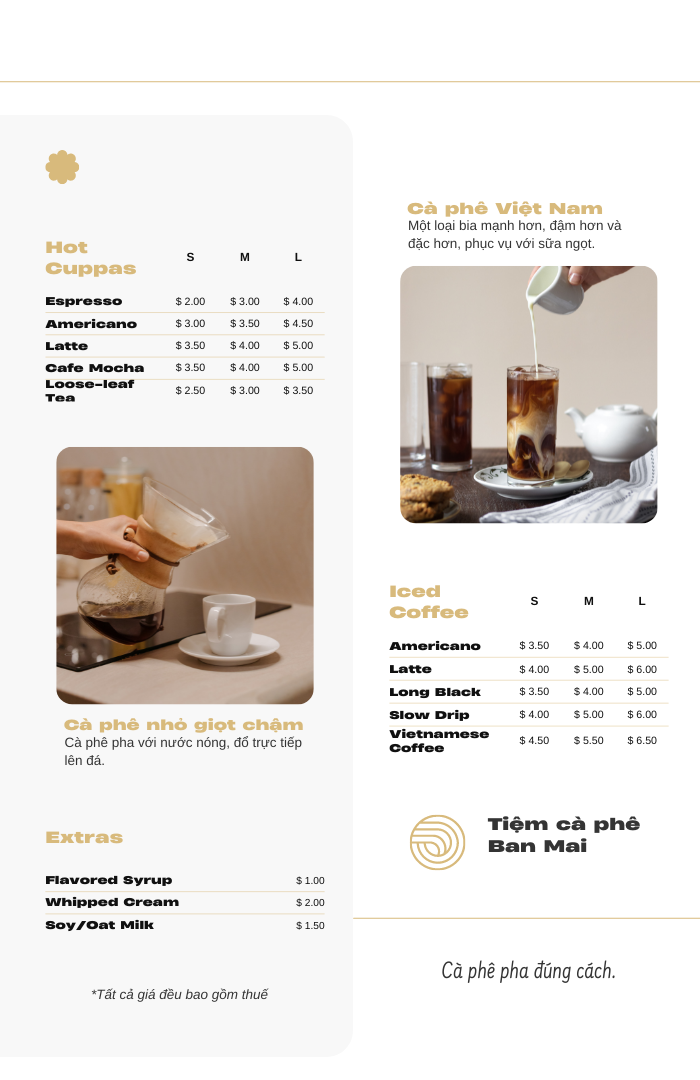 Hot
Cuppas
S M L
Espresso $ 2.00 $ 3.00 $ 4.00
Americano $ 3.00 $ 3.50 $ 4.50
Latte $ 3.50 $ 4.00 $ 5.00
Cafe Mocha $ 3.50 $ 4.00 $ 5.00
Loose-leaf
Tea
$ 2.50 $ 3.00 $ 3.50
Cà phê nhỏ giọt chậm
Cà phê pha với nước nóng, đổ trực tiếp
lên đá.
Extras
Flavored Syrup $ 1.00
Whipped Cream $ 2.00
Soy/Oat Milk $ 1.50
*Tất cả giá đều bao gồm thuế
Cà phê Việt Nam
Một loại bia mạnh hơn, đậm hơn và
đặc hơn, phục vụ với sữa ngọt.
Iced
Coffee
S M L
Americano $ 3.50 $ 4.00 $ 5.00
Latte $ 4.00 $ 5.00 $ 6.00
Long Black $ 3.50 $ 4.00 $ 5.00
Slow Drip $ 4.00 $ 5.00 $ 6.00
Vietnamese
Coffee
$ 4.50 $ 5.50 $ 6.50
Tiệm cà phê
Ban Mai
Cà phê pha đúng cách.